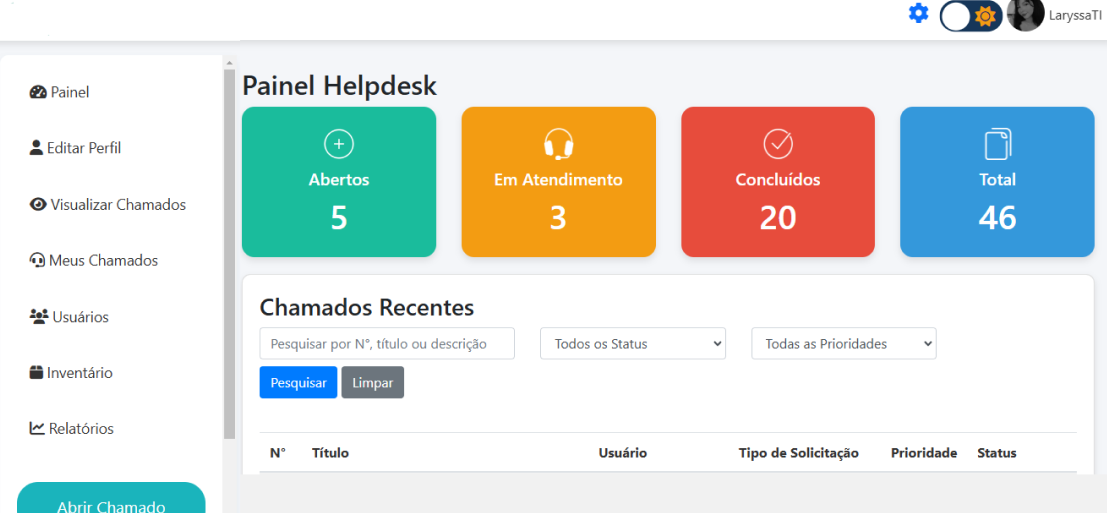 LaryssaTI
Painel
Editar Perfil
Visualizar Chamados
Meus Chamados
Usuários
Inventário
Relatórios
Abrir Chamado
Painel Helpdesk
Abertos
5
Em Atendimento
3
Concluídos
20
Total
46
Chamados Recentes
Pesquisar por N°, título ou descrição
Todos os Status
Todas as Prioridades
Pesquisar
Limpar
N° Título Usuário Tipo de Solicitação Prioridade Status